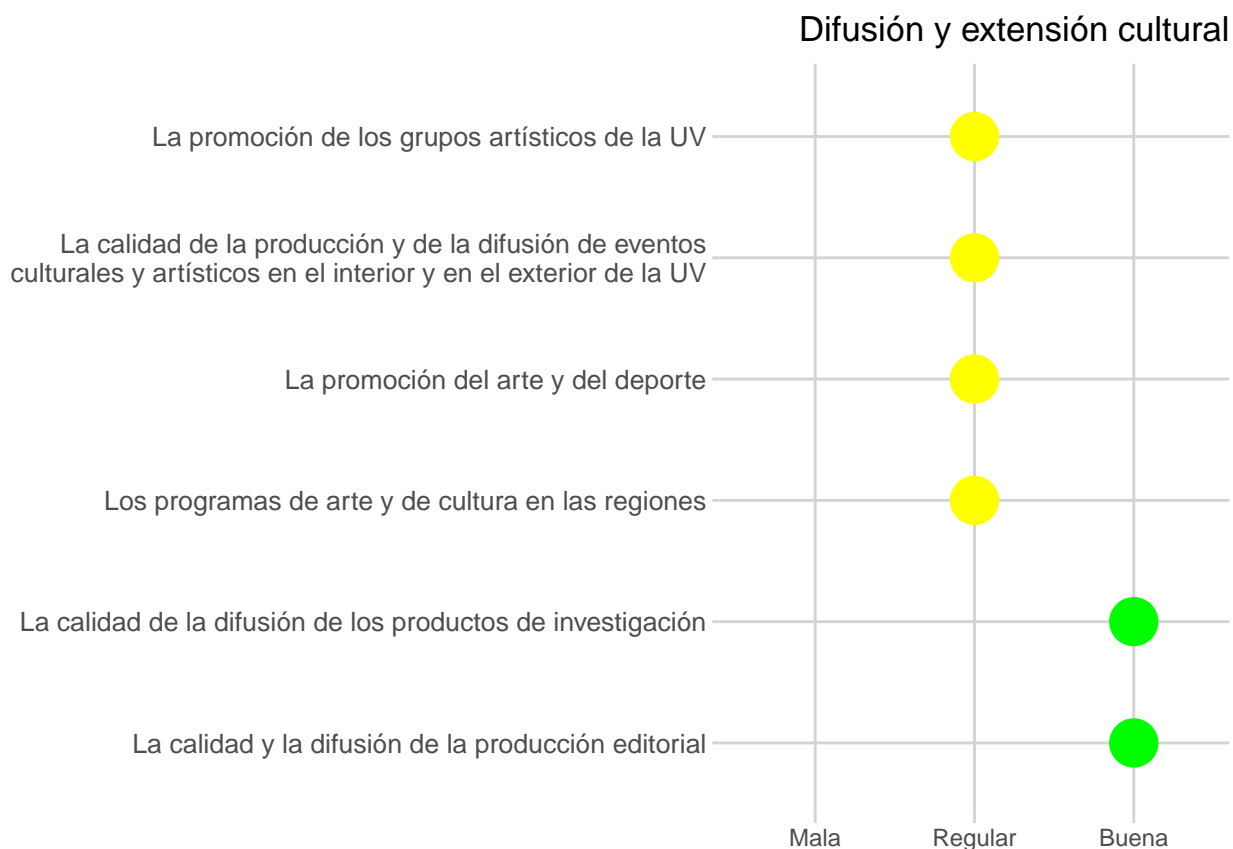 Difusión y extensión cultural
La promoción de los grupos artísticos de la UV
La calidad de la producción y de la difusión de eventos
culturales y artísticos en el interior y en el exterior de la UV
La promoción del arte y del deporte
Los programas de arte y de cultura en las regiones
La calidad de la difusión de los productos de investigación
La calidad y la difusión de la producción editorial
Mala Regular Buena